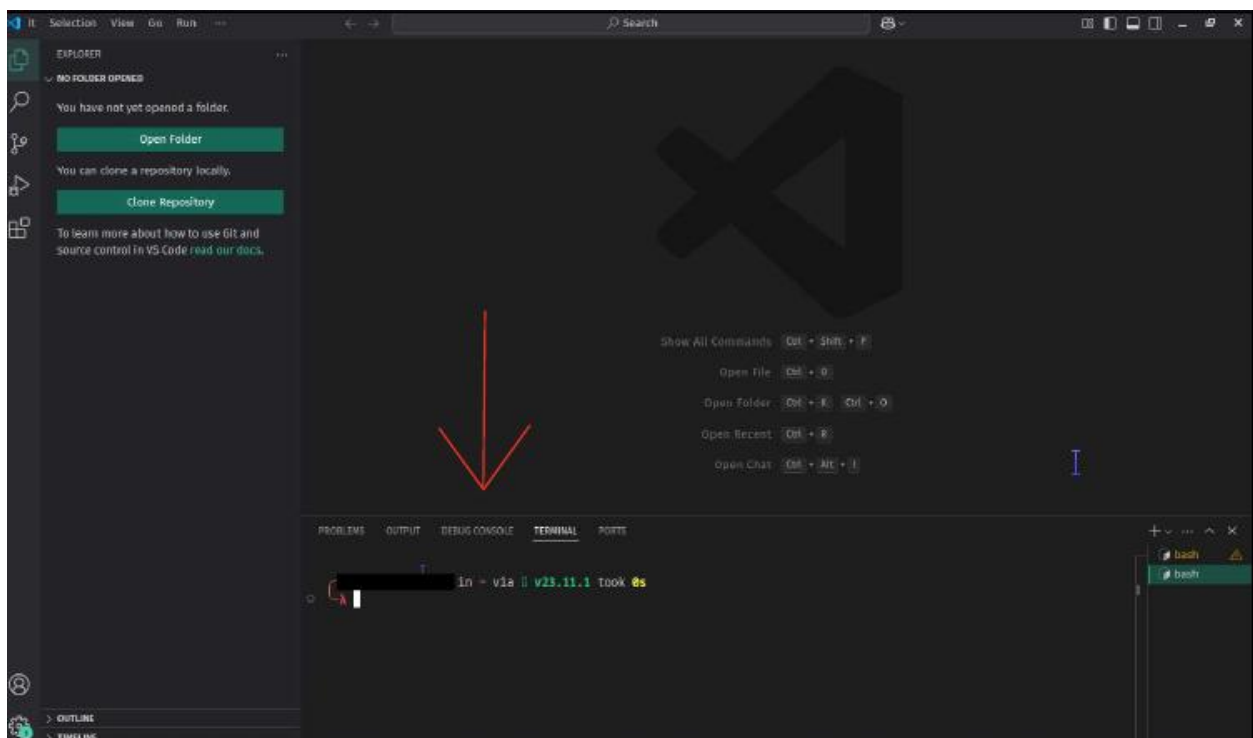 It Selection View Go Run ···
Search
EXPLORER ···
NO FOLDER OPENED
You have not yet opened a folder.
Open Folder
You can clone a repository locally.
Clone Repository
To learn more about how to use Git and
source control in VS Code read our docs.
Show All Commands Ctrl + Shift + P
Open File Ctrl + O
Open Folder Ctrl + K Ctrl + O
Open Recent Ctrl + R
Open Chat Ctrl + Alt + I
PROBLEMS OUTPUT DEBUG CONSOLE TERMINAL PORTS
bash
bash
in ~ via v23.11.1 took 0s
λ
OUTLINE
TIMELINE